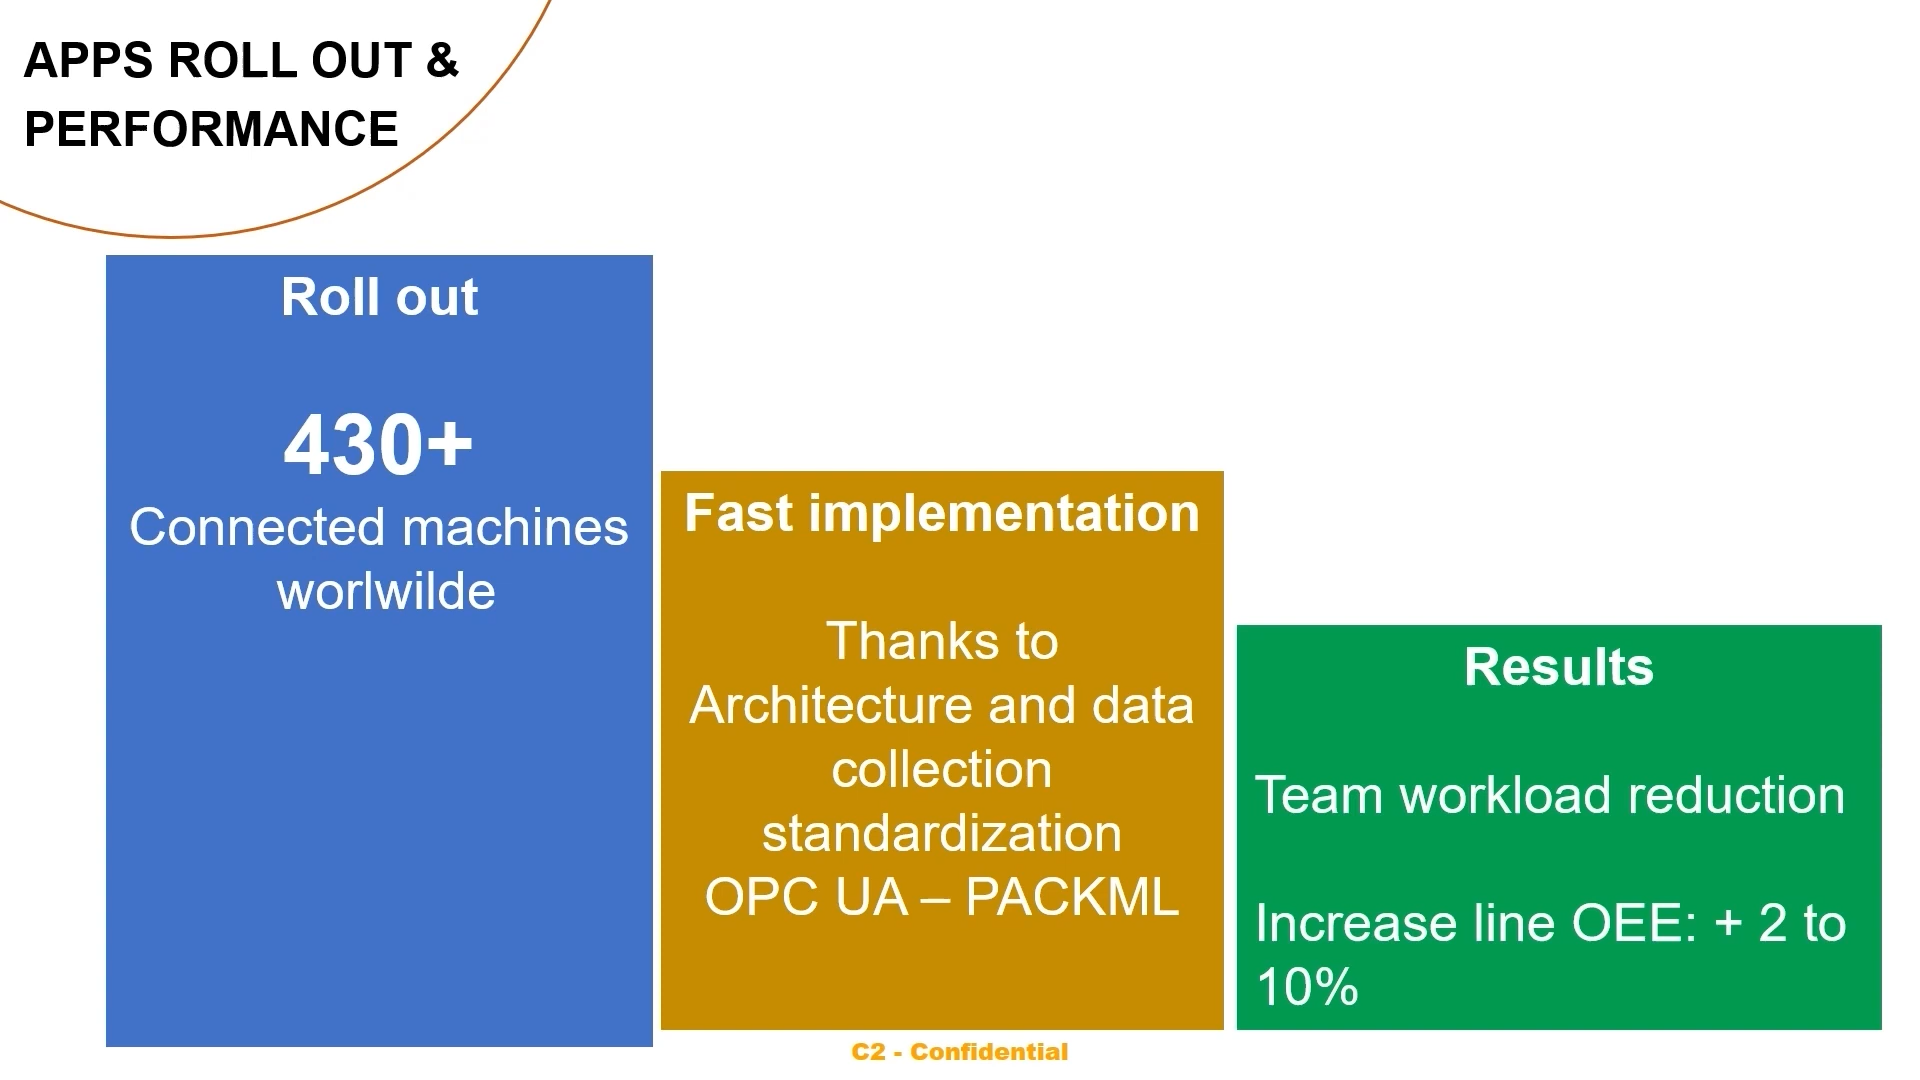 APPS ROLL OUT &
PERFORMANCE
Roll out
430+
Connected machines
worlwilde
Fast implementation
Thanks to
Architecture and data
collection
standardization
OPC UA – PACKML
Results
Team workload reduction
Increase line OEE: + 2 to
10%
C2 - Confidential